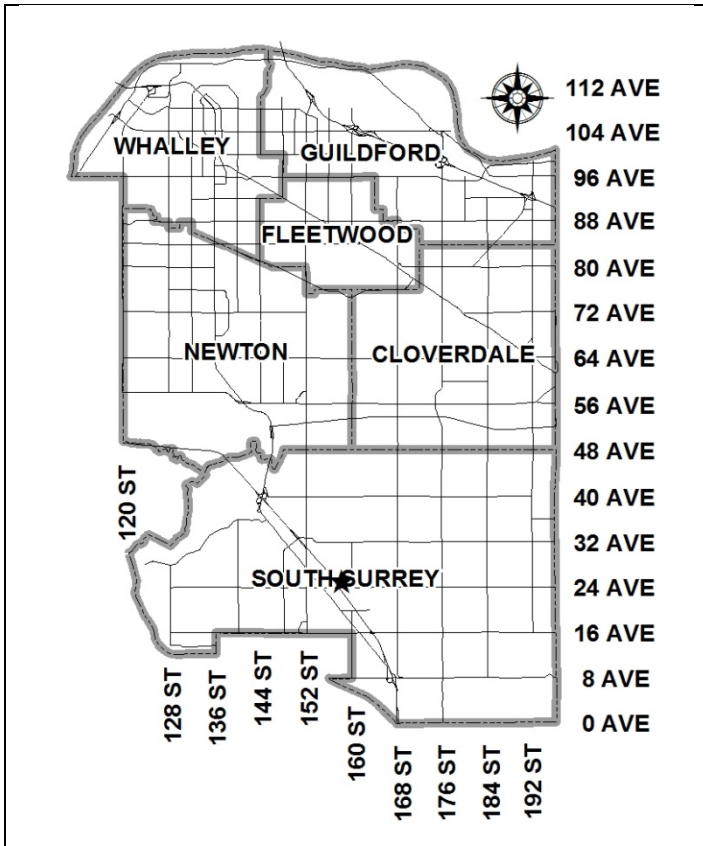 112 AVE
104 AVE
WHALLEY
GUILDFORD
96 AVE
88 AVE
FLEETWOOD
80 AVE
72 AVE
NEWTON
CLOVERDALE
64 AVE
56 AVE
48 AVE
120 ST
40 AVE
32 AVE
SOUTH SURREY
24 AVE
16 AVE
128 ST
136 ST
144 ST
152 ST
160 ST
8 AVE
0 AVE
168 ST
176 ST
184 ST
192 ST